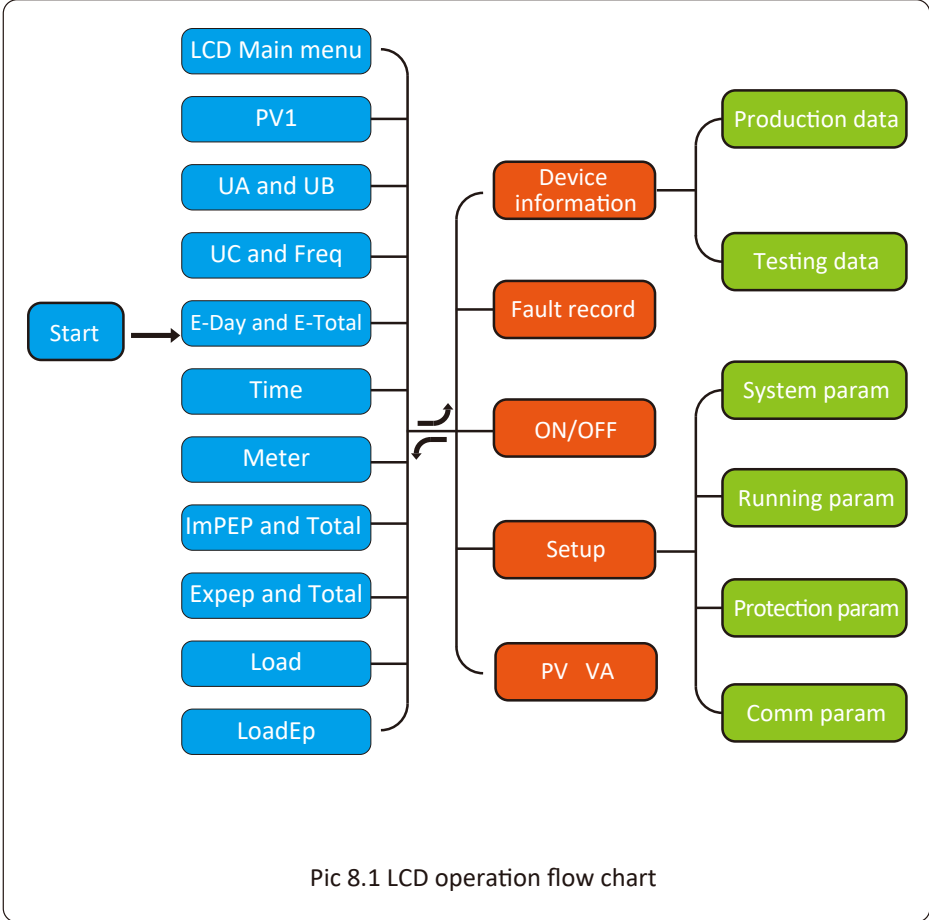 Start
LCD Main menu
PV1
UA and UB
UC and Freq
E-Day and E-Total
Time
Meter
ImPEP and Total
Expep and Total
Load
LoadEp
Device
information
Fault record
ON/OFF
Setup
PV VA
Production data
Testing data
System param
Running param
Protection param
Comm param
Pic 8.1 LCD operation flow chart